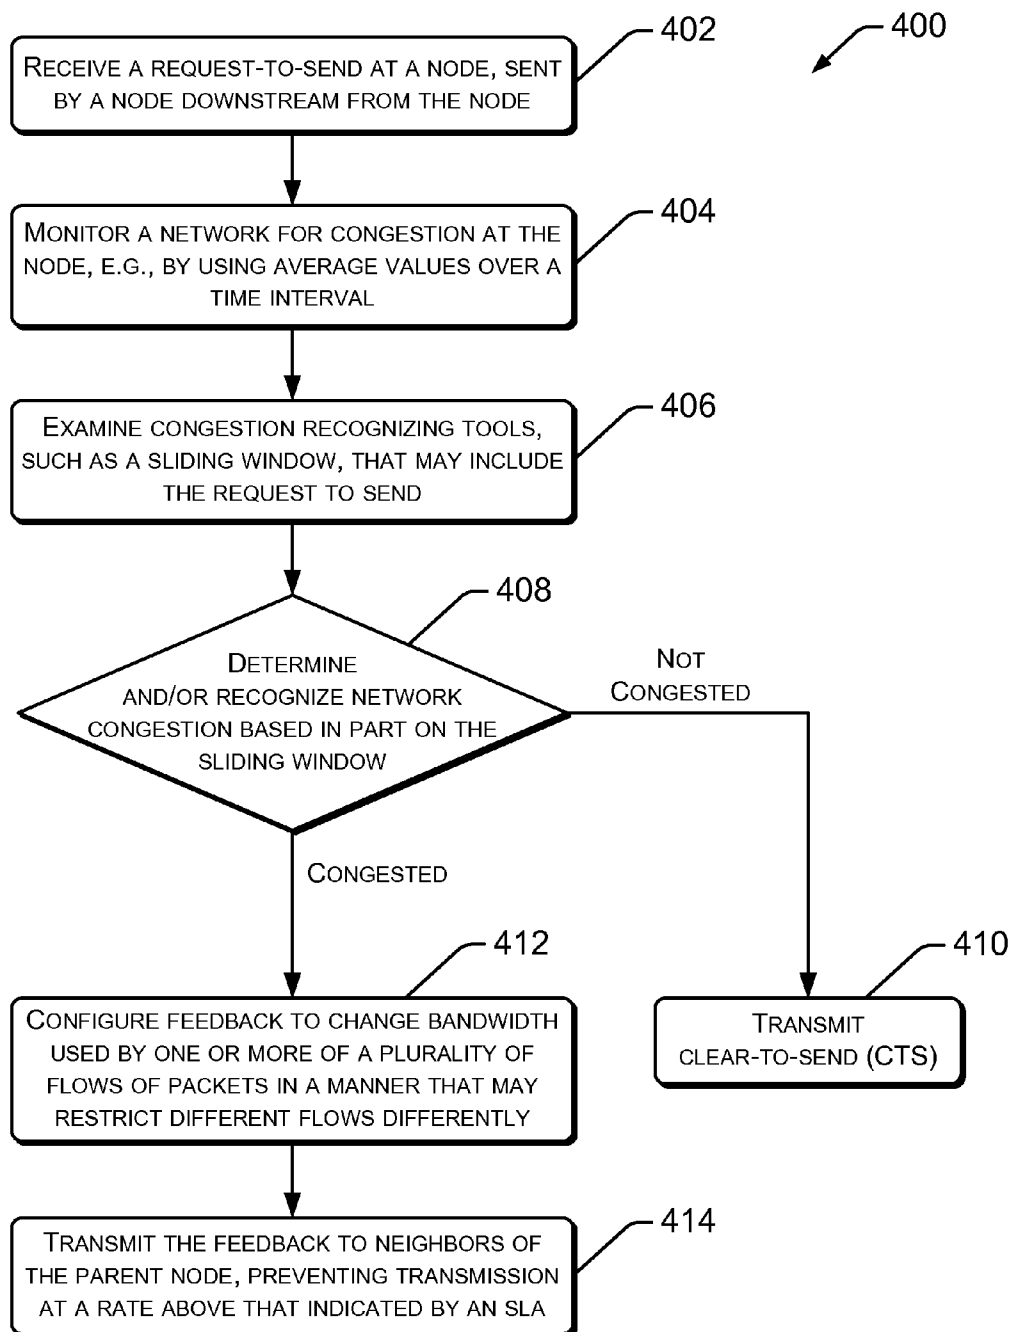 400
402
RECEIVE A REQUEST-TO-SEND AT A NODE, SENT
BY A NODE DOWNSTREAM FROM THE NODE
404
MONITOR A NETWORK FOR CONGESTION AT THE
NODE, E.G., BY USING AVERAGE VALUES OVER A
TIME INTERVAL
406
EXAMINE CONGESTION RECOGNIZING TOOLS,
SUCH AS A SLIDING WINDOW, THAT MAY INCLUDE
THE REQUEST TO SEND
408
DETERMINE
AND/OR RECOGNIZE NETWORK
CONGESTION BASED IN PART ON THE
SLIDING WINDOW
NOT
CONGESTED
CONGESTED
410
TRANSMIT
CLEAR-TO-SEND (CTS)
412
CONFIGURE FEEDBACK TO CHANGE BANDWIDTH
USED BY ONE OR MORE OF A PLURALITY OF
FLOWS OF PACKETS IN A MANNER THAT MAY
RESTRICT DIFFERENT FLOWS DIFFERENTLY
414
TRANSMIT THE FEEDBACK TO NEIGHBORS OF
THE PARENT NODE, PREVENTING TRANSMISSION
AT A RATE ABOVE THAT INDICATED BY AN SLA